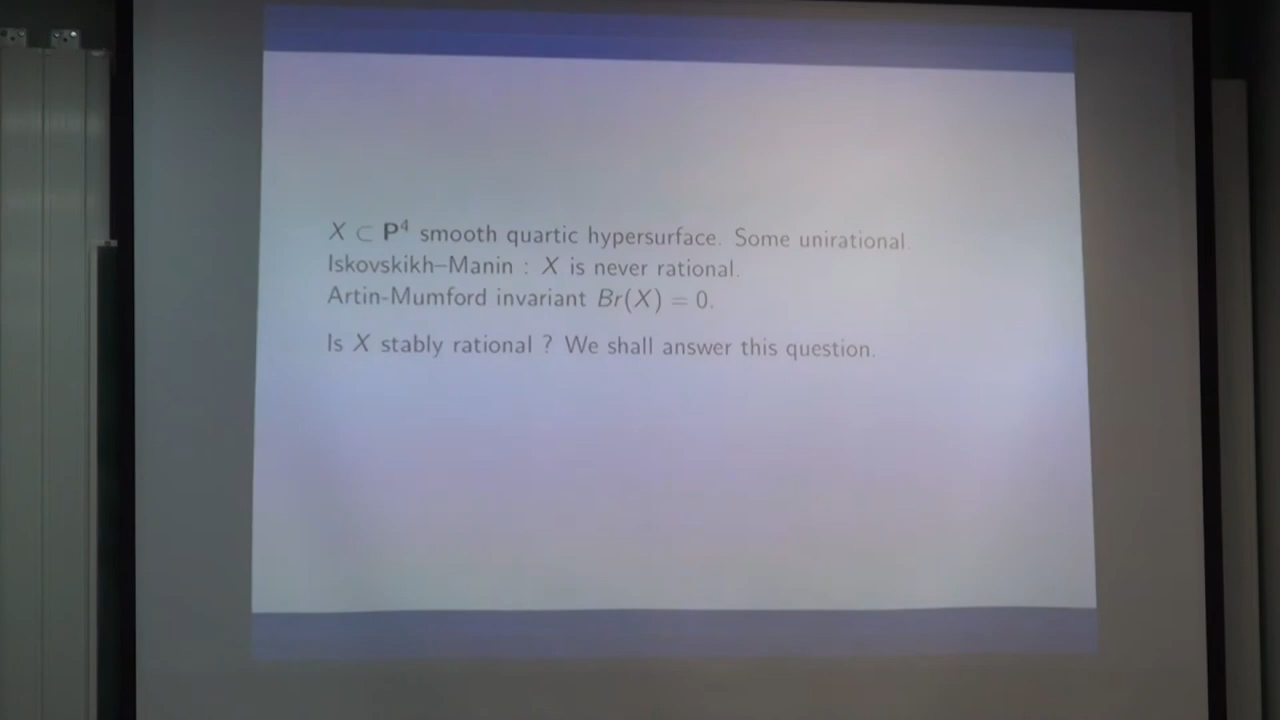 X ⊂ P⁴ smooth quartic hypersurface. Some unirational.
Iskovskikh–Manin : X is never rational.
Artin-Mumford invariant Br(X) = 0.
Is X stably rational ? We shall answer this question.